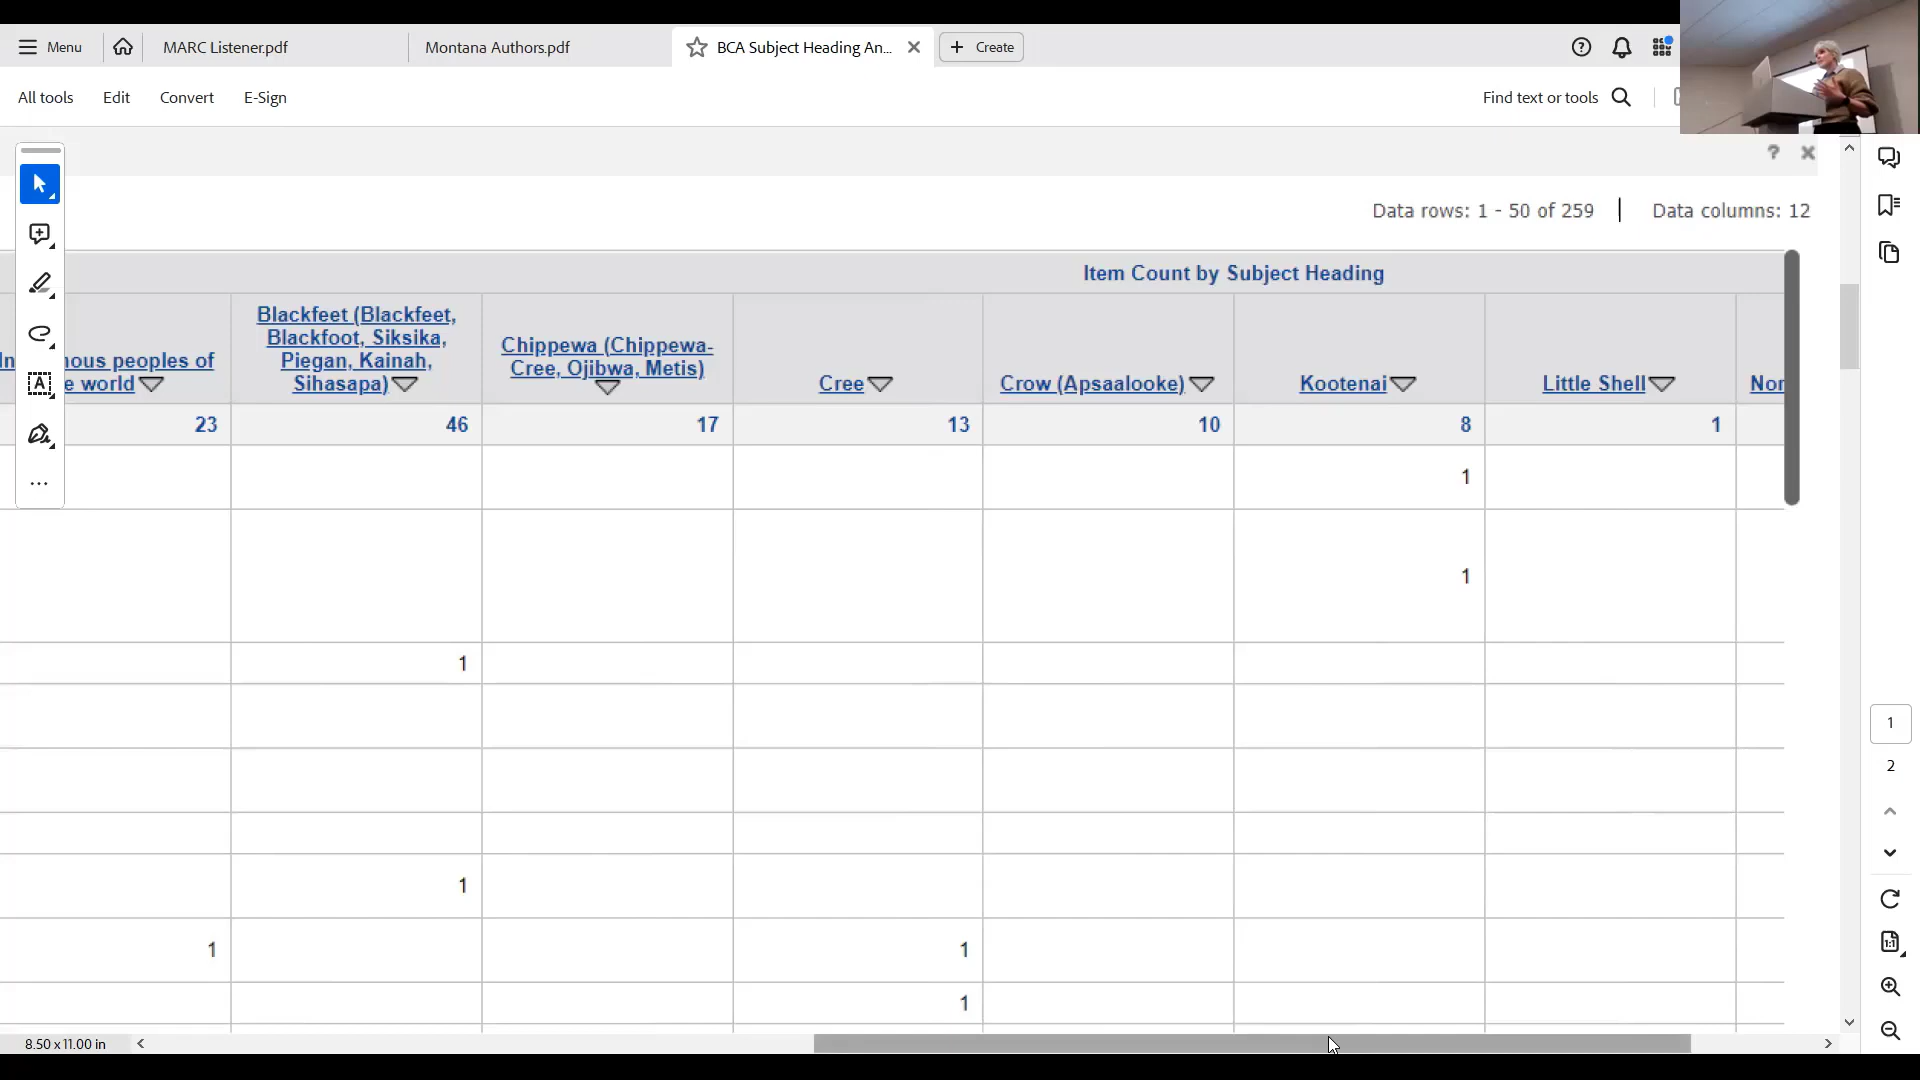 Menu
MARC Listener.pdf
Montana Authors.pdf
BCA Subject Heading An...
Create
All tools
Edit
Convert
E-Sign
Find text or tools
Data rows: 1 - 50 of 259
Data columns: 12
Item Count by Subject Heading
In
nous peoples of
e world
Blackfeet (Blackfeet,
Blackfoot, Siksika,
Piegan, Kainah,
Sihasapa)
Chippewa (Chippewa-
Cree, Ojibwa, Metis)
Cree
Crow (Apsaalooke)
Kootenai
Little Shell
Nor
23
46
17
13
10
8
1
1
1
1
1
1
1
1
1
2
8.50 x 11.00 in